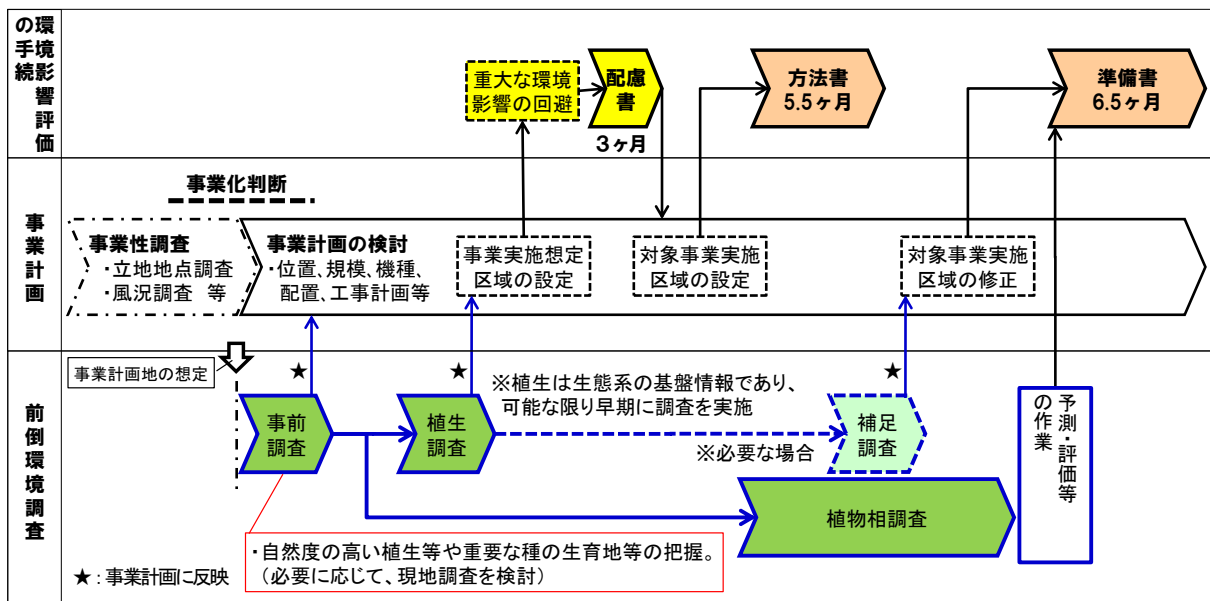 環境影響評価
の手続
重大な環境
影響の回避
配慮
書
3ヶ月
方法書
5.5ヶ月
準備書
6.5ヶ月
事業計画
事業化判断
事業性調査
・立地地点調査
・風況調査 等
事業計画の検討
・位置、規模、機種、
配置、工事計画等
事業実施想定
区域の設定
対象事業実施
区域の設定
対象事業実施
区域の修正
前倒環境調査
事業計画地の想定
★
★
★
事前
調査
植生
調査
※植生は生態系の基盤情報であり、
可能な限り早期に調査を実施
※必要な場合
補足
調査
植物相調査
予測・評価等
の作業
・自然度の高い植生等や重要な種の生育地等の把握。
（必要に応じて、現地調査を検討）
★：事業計画に反映